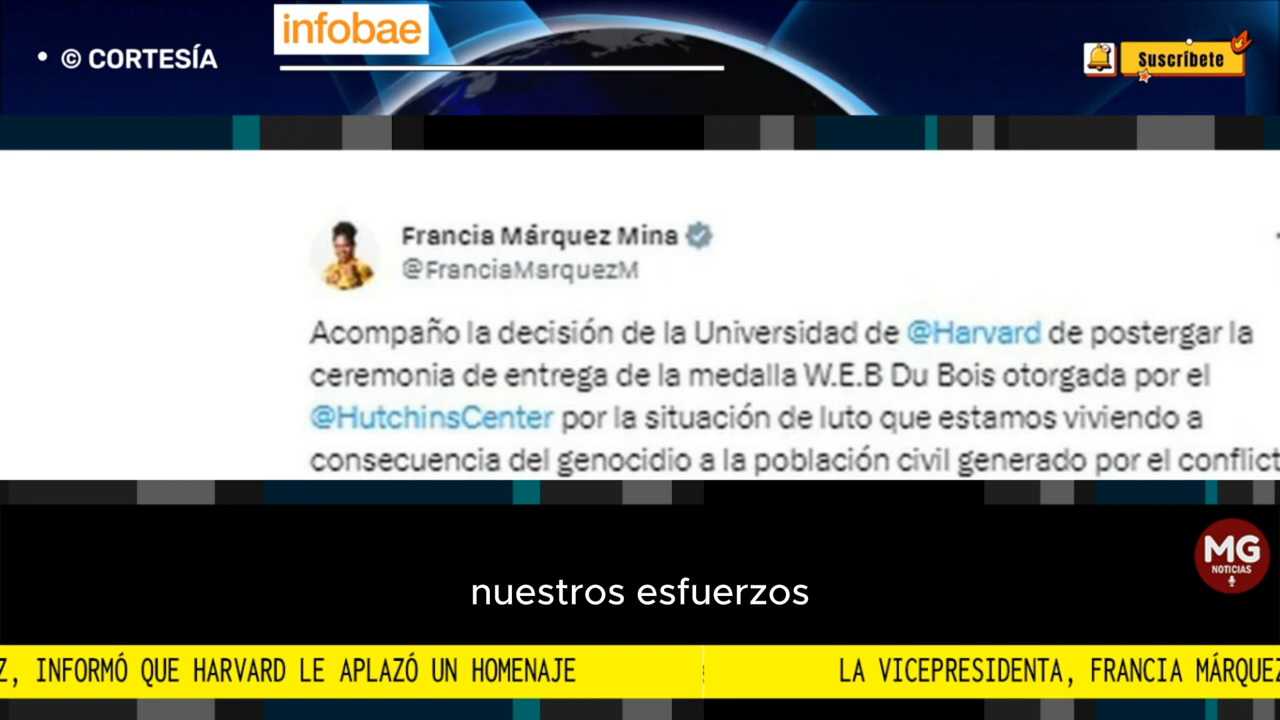 • © CORTESÍA
infobae
Suscríbete
Francia Márquez Mina
@FranciaMarquezM
Acompaño la decisión de la Universidad de @Harvard de postergar la
ceremonia de entrega de la medalla W.E.B Du Bois otorgada por el
@HutchinsCenter por la situación de luto que estamos viviendo a
consecuencia del genocidio a la población civil generado por el conflict
MG
NOTICIAS
nuestros esfuerzos
Z, INFORMÓ QUE HARVARD LE APLAZÓ UN HOMENAJE
LA VICEPRESIDENTA, FRANCIA MÁRQUEZ